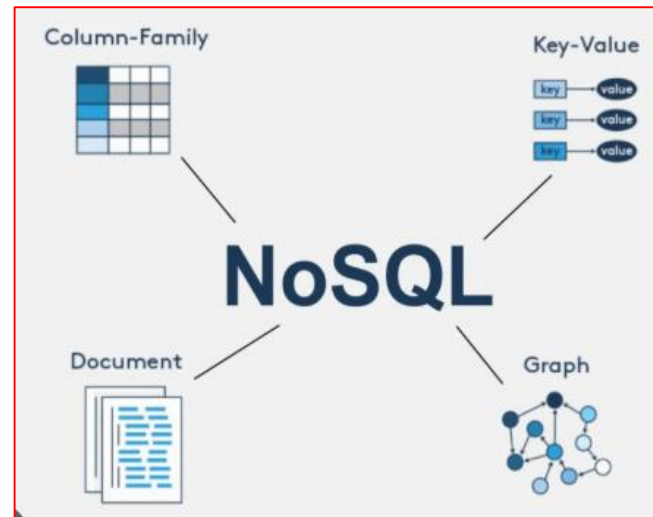 Column-Family
Key-Value
key value
key value
key value
NoSQL
Document
Graph